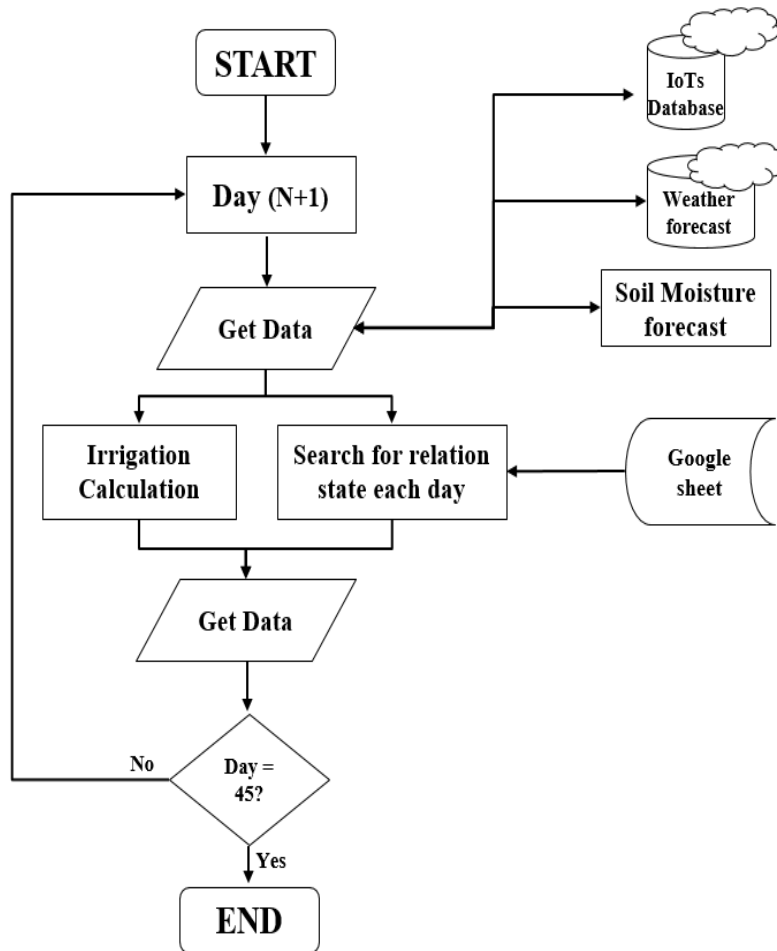 START
IoTs
Database
Day (N+1)
Weather
forecast
Get Data
Soil Moisture
forecast
Irrigation
Calculation
Search for relation
state each day
Google
sheet
Get Data
No
Day =
45?
Yes
END